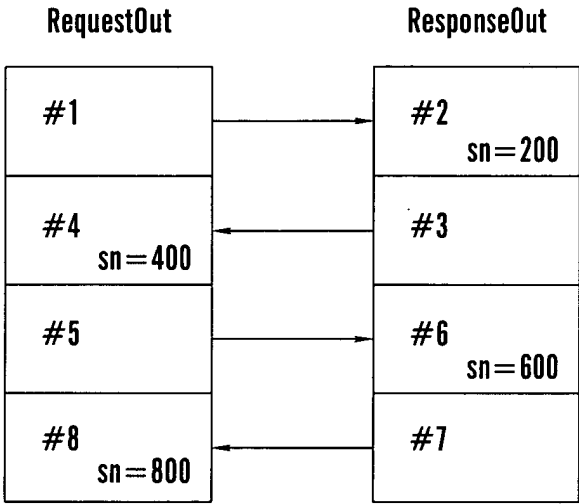 RequestOut ResponseOut
#1 #2
sn=200
#4 #3
sn=400
#5 #6
sn=600
#8 #7
sn=800